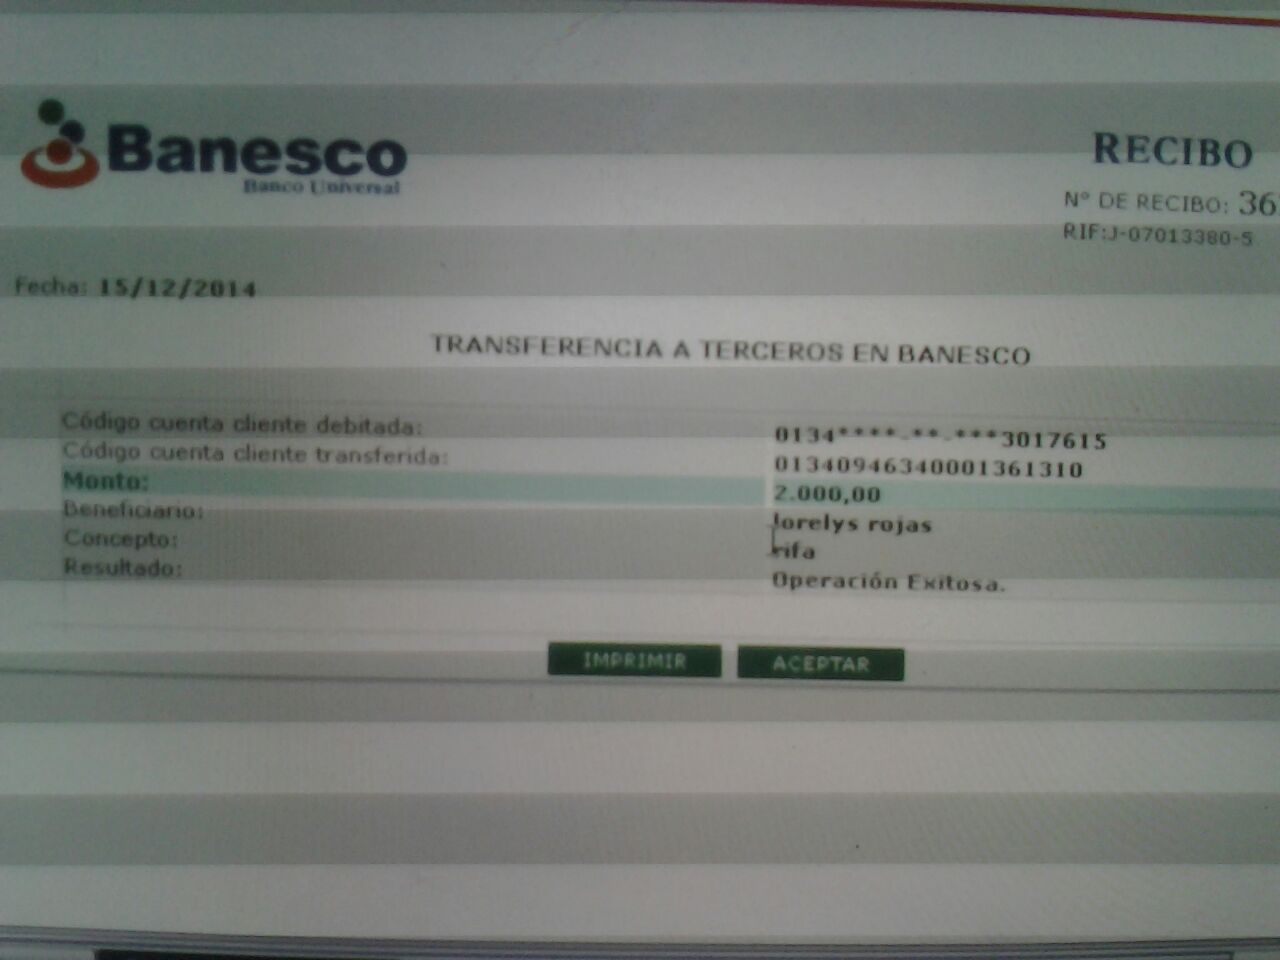 Banesco
Banco Universal
RECIBO
N° DE RECIBO: 36
RIF:J-07013380-5
Fecha: 15/12/2014
TRANSFERENCIA A TERCEROS EN BANESCO
Código cuenta cliente debitada: 0134****-**-***3017615
Código cuenta cliente transferida: 01340946340001361310
Monto: 2.000,00
Beneficiario: lorelys rojas
Concepto: rifa
Resultado: Operación Exitosa.
IMPRIMIR ACEPTAR